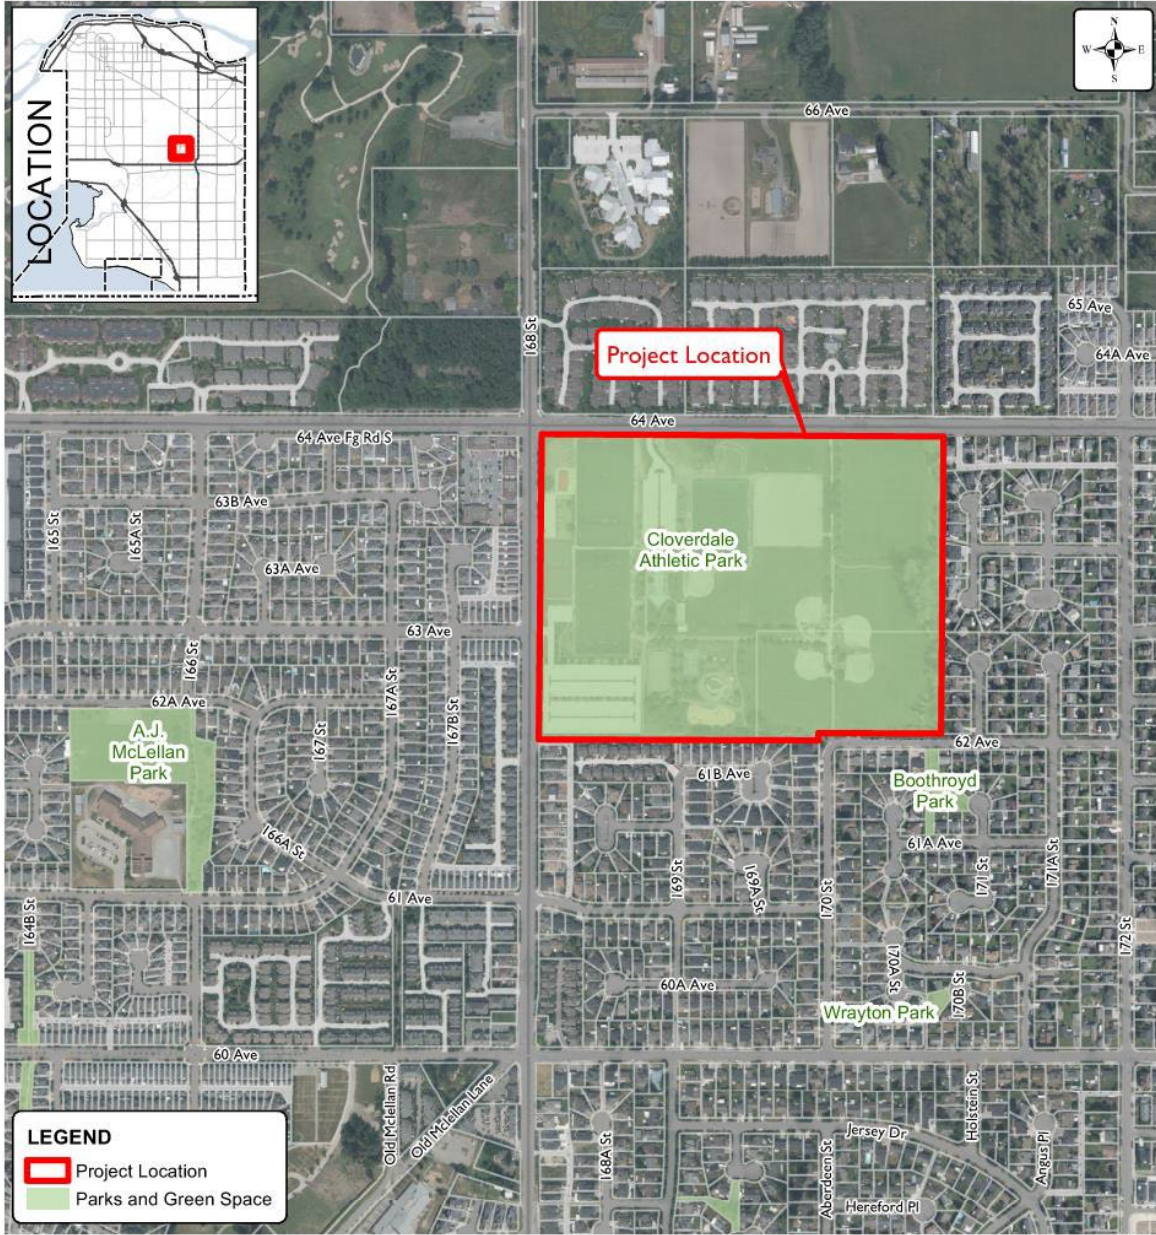 LOCATION
N
W E
S
66 Ave
65 Ave
168 St
Project Location
64A Ave
64 Ave
64 Ave Fg Rd S
63B Ave
165 St
165A St
Cloverdale
Athletic Park
63A Ave
63 Ave
166 St
167A St
62A Ave
167 St
167B St
A.J.
McLellan
Park
62 Ave
61B Ave
Boothroyd
Park
166A St
61A Ave
171A St
61 Ave
169 St
169A St
170 St
171 St
164B St
172 St
170A St
60A Ave
170B St
Wrayton Park
60 Ave
Old Mclellan Rd
Old Mclellan Lane
Holstein St
LEGEND
Project Location
Parks and Green Space
168A St
Jersey Dr
Angus Pl
Aberdeen St
Hereford Pl